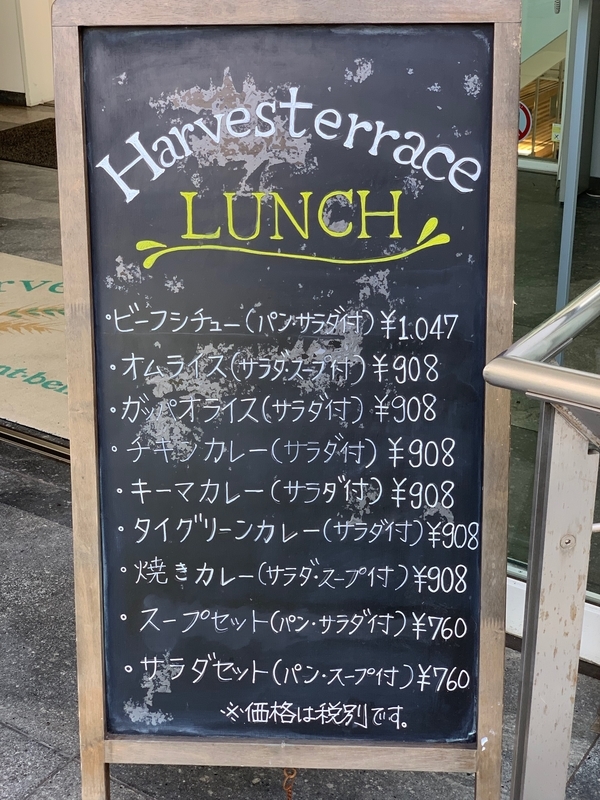 Harvesterrace
LUNCH
・ビーフシチュー(パン・サラダ付)¥1.047
・オムライス(サラダ・スープ付)¥908
・ガッパオライス(サラダ付)¥908
・チキンカレー(サラダ付)¥908
・キーマカレー(サラダ付)¥908
・タイグリーンカレー(サラダ付)¥908
・焼きカレー(サラダ・スープ付)¥908
・スープセット(パン・サラダ付)¥760
・サラダセット(パン・スープ付)¥760
※価格は税別です。